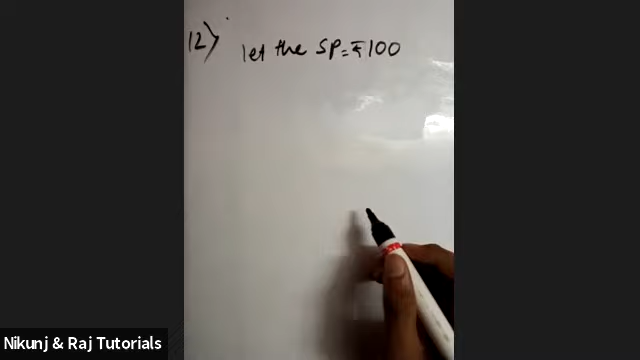 12) let the SP=₹100
Nikunj & Raj Tutorials